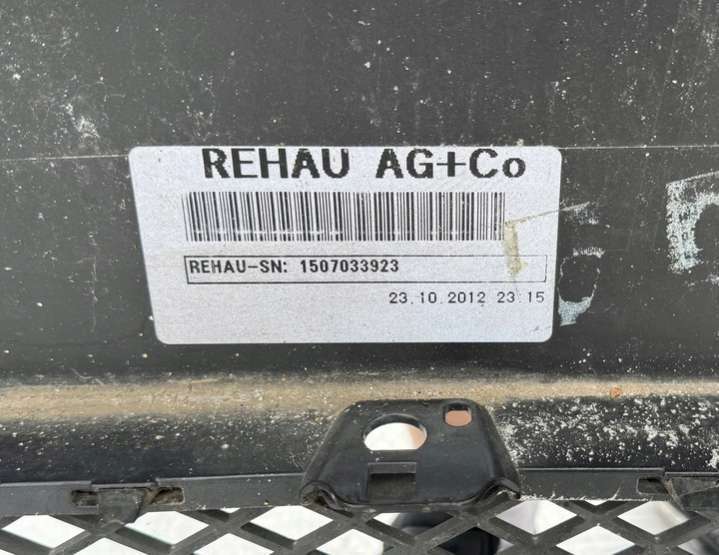 REHAU AG+Co
REHAU-SN: 1507033923
23.10.2012 23:15